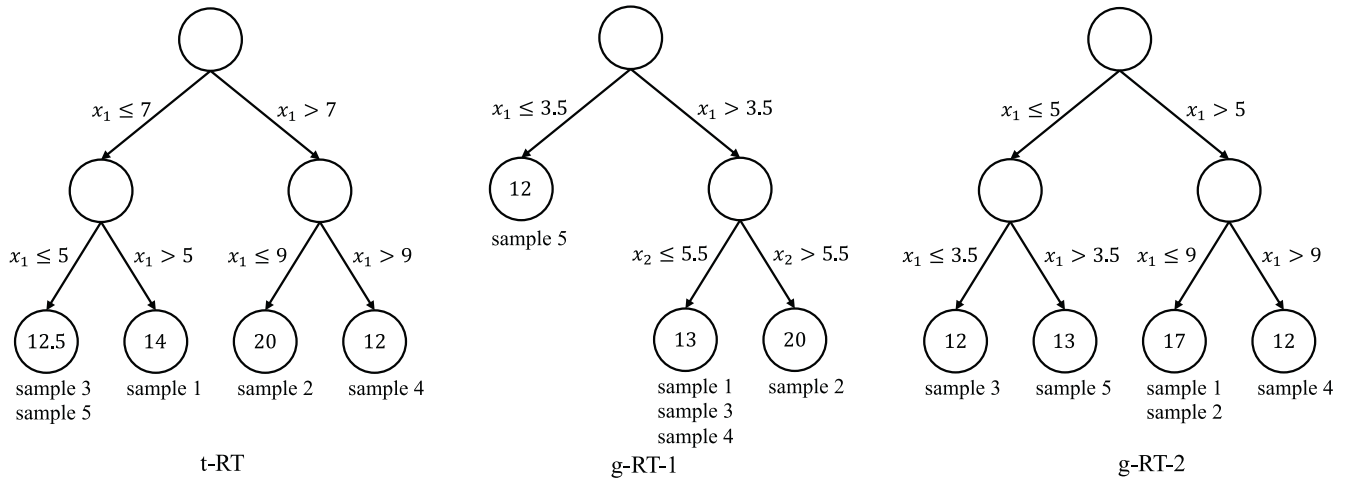 x₁ ≤ 7
x₁ > 7
x₁ ≤ 5
x₁ > 5
x₁ ≤ 9
x₁ > 9
12.5
14
20
12
sample 3
sample 5
sample 1
sample 2
sample 4
t-RT
x₁ ≤ 3.5
x₁ > 3.5
12
sample 5
x₂ ≤ 5.5
x₂ > 5.5
13
20
sample 1
sample 3
sample 4
sample 2
g-RT-1
x₁ ≤ 5
x₁ > 5
x₁ ≤ 3.5
x₁ > 3.5
x₁ ≤ 9
x₁ > 9
12
13
17
12
sample 3
sample 5
sample 1
sample 2
sample 4
g-RT-2